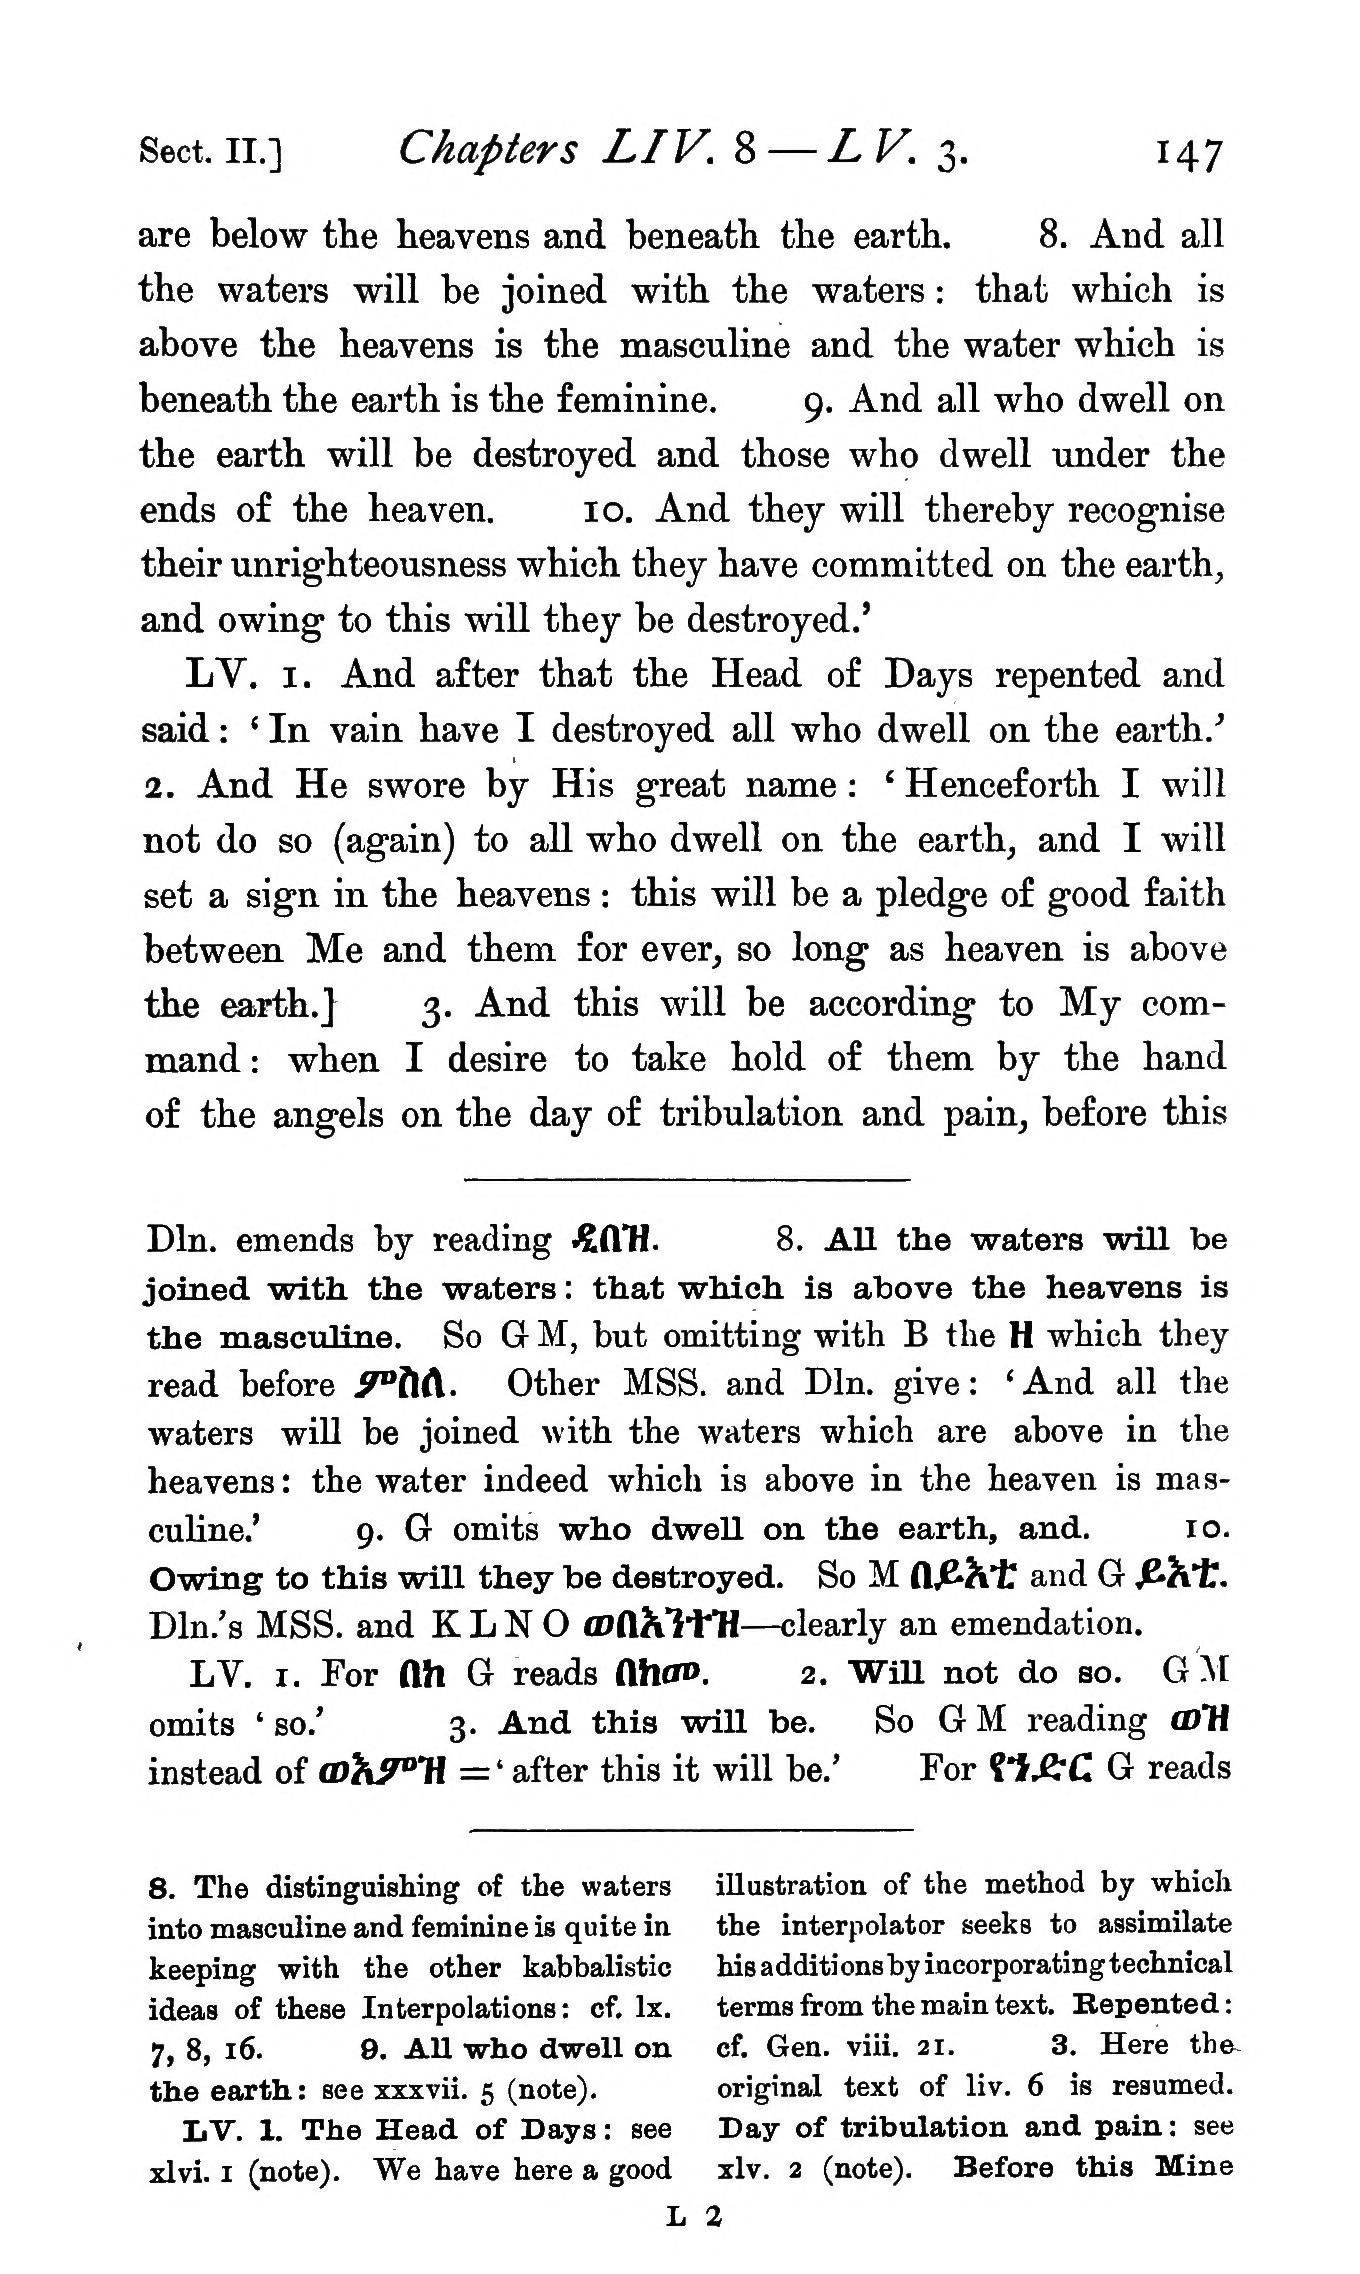 Sect. II.] Chapters LIV. 8 — LV. 3. 147
are below the heavens and beneath the earth. 8. And all
the waters will be joined with the waters: that which is
above the heavens is the masculine and the water which is
beneath the earth is the feminine. 9. And all who dwell on
the earth will be destroyed and those who dwell under the
ends of the heaven. 10. And they will thereby recognise
their unrighteousness which they have committed on the earth,
and owing to this will they be destroyed.’
LV. 1. And after that the Head of Days repented and
said: ‘In vain have I destroyed all who dwell on the earth.’
2. And He swore by His great name: ‘Henceforth I will
not do so (again) to all who dwell on the earth, and I will
set a sign in the heavens: this will be a pledge of good faith
between Me and them for ever, so long as heaven is above
the earth.] 3. And this will be according to My com-
mand: when I desire to take hold of them by the hand
of the angels on the day of tribulation and pain, before this
Dln. emends by reading ዲበዝ. 8. All the waters will be
joined with the waters: that which is above the heavens is
the masculine. So G M, but omitting with B the ዘ which they
read before ምስለ. Other MSS. and Dln. give: ‘And all the
waters will be joined with the waters which are above in the
heavens: the water indeed which is above in the heaven is mas-
culine.’ 9. G omits who dwell on the earth, and. 10.
Owing to this will they be destroyed. So M በይእቲ and G ይእቲ.
Dln.’s MSS. and K L N O ወበእንተዝ—clearly an emendation.
LV. 1. For በከ G reads በከመ. 2. Will not do so. G M
omits ‘so.’ 3. And this will be. So G M reading ወዝ
instead of ወእምዝ =‘after this it will be.’ For የኀድር G reads
8. The distinguishing of the waters
into masculine and feminine is quite in
keeping with the other kabbalistic
ideas of these Interpolations: cf. lx.
7, 8, 16. 9. All who dwell on
the earth: see xxxvii. 5 (note).
LV. 1. The Head of Days: see
xlvi. 1 (note). We have here a good
illustration of the method by which
the interpolator seeks to assimilate
his additions by incorporating technical
terms from the main text. Repented:
cf. Gen. viii. 21. 3. Here the
original text of liv. 6 is resumed.
Day of tribulation and pain: see
xlv. 2 (note). Before this Mine
L 2